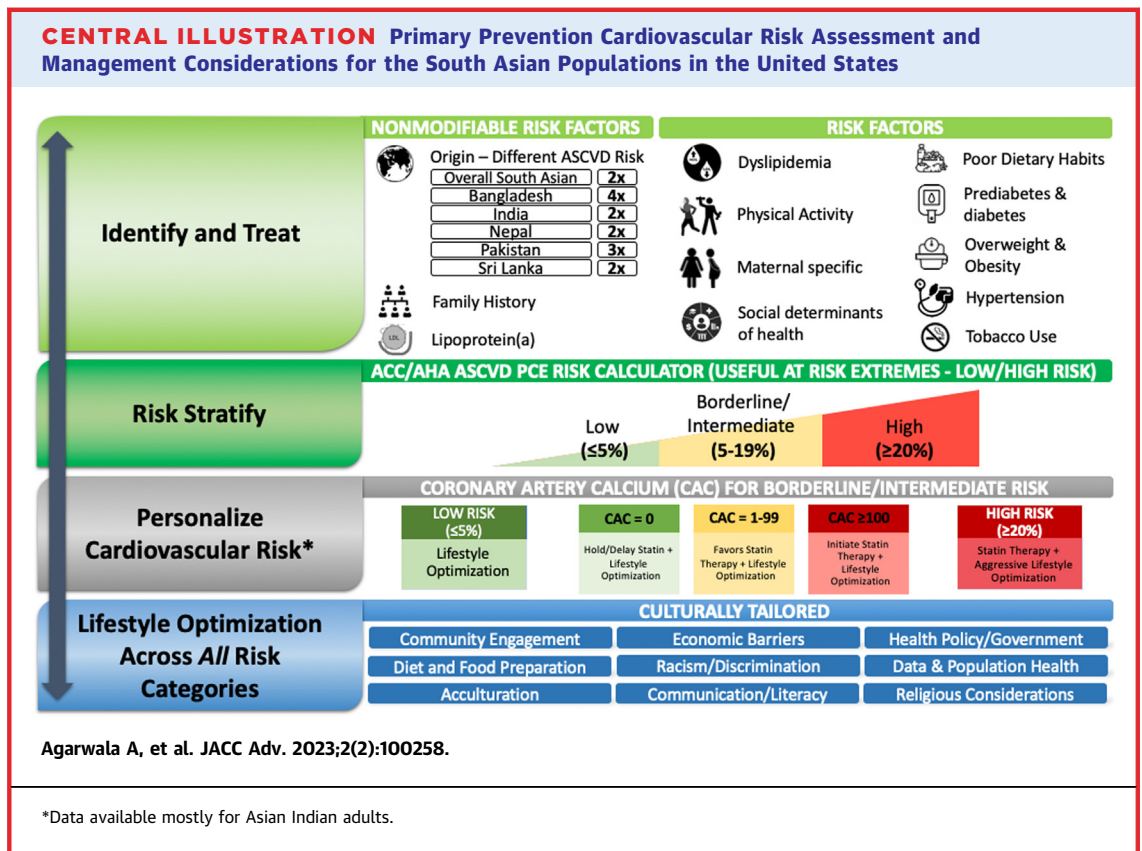 CENTRAL ILLUSTRATION Primary Prevention Cardiovascular Risk Assessment and
Management Considerations for the South Asian Populations in the United States
Identify and Treat
NONMODIFIABLE RISK FACTORS
Origin – Different ASCVD Risk
Overall South Asian 2x
Bangladesh 4x
India 2x
Nepal 2x
Pakistan 3x
Sri Lanka 2x
Family History
LDL
Lipoprotein(a)
RISK FACTORS
Dyslipidemia
Physical Activity
Maternal specific
Social determinants
of health
Poor Dietary Habits
Prediabetes &
diabetes
Overweight &
Obesity
Hypertension
Tobacco Use
Risk Stratify
ACC/AHA ASCVD PCE RISK CALCULATOR (USEFUL AT RISK EXTREMES - LOW/HIGH RISK)
Low
(≤5%)
Borderline/
Intermediate
(5-19%)
High
(≥20%)
Personalize
Cardiovascular Risk*
CORONARY ARTERY CALCIUM (CAC) FOR BORDERLINE/INTERMEDIATE RISK
LOW RISK
(≤5%)
Lifestyle
Optimization
CAC = 0
Hold/Delay Statin +
Lifestyle
Optimization
CAC = 1-99
Favors Statin
Therapy + Lifestyle
Optimization
CAC ≥100
Initiate Statin
Therapy +
Lifestyle
Optimization
HIGH RISK
(≥20%)
Statin Therapy +
Aggressive Lifestyle
Optimization
Lifestyle Optimization
Across All Risk
Categories
CULTURALLY TAILORED
Community Engagement Economic Barriers Health Policy/Government
Diet and Food Preparation Racism/Discrimination Data & Population Health
Acculturation Communication/Literacy Religious Considerations
Agarwala A, et al. JACC Adv. 2023;2(2):100258.
*Data available mostly for Asian Indian adults.